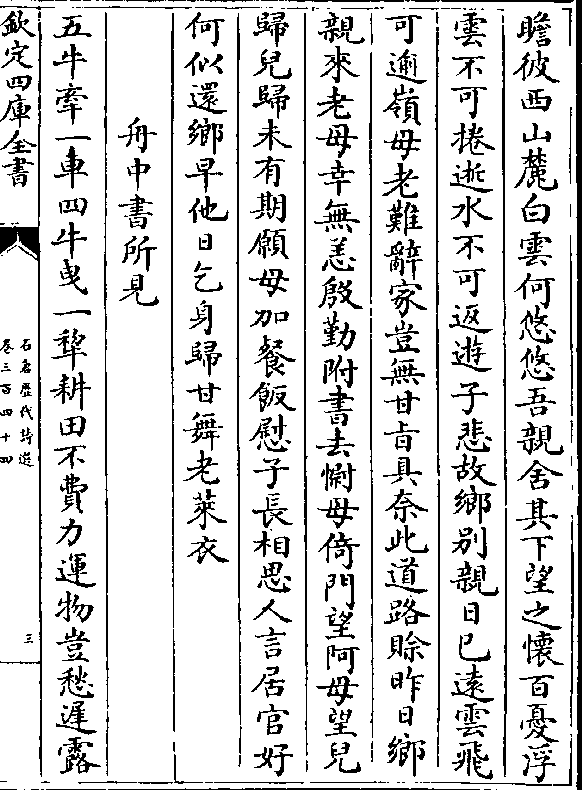 瞻彼西山麓白雲何悠悠吾親舍其下望之懷百憂浮
雲不可捲逝水不可返遊子悲故鄉别親日已遠雲飛
可逾嶺母老難辭家豈無甘㫖具奈此道路賖昨日鄉
親來老母幸無恙殷勤附書去慟母倚門望阿母望兒
歸兒歸未有期願母加餐飯慰子長相思人言居官好
何似還鄉早他日乞身歸甘舞老萊衣
舟中書所見
五牛牽一車四牛曳一犂耕田不費力運物豈愁遲露
欽定四庫全書
石倉歷代詩選
卷三百四十四
三